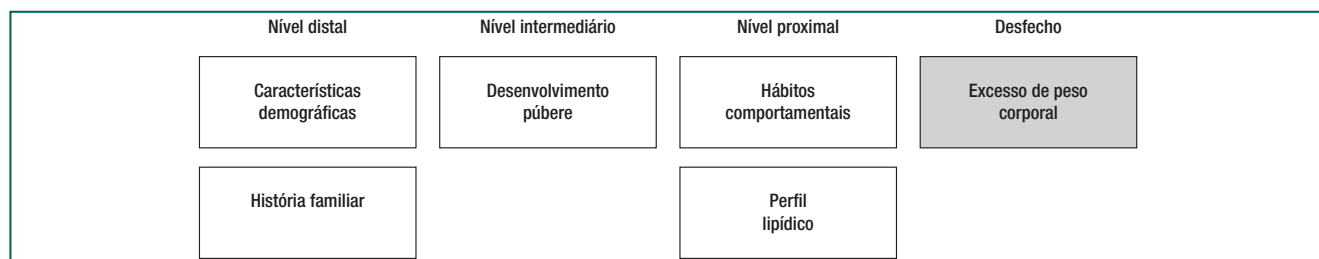 Nível distal
Nível intermediário
Nível proximal
Desfecho
Características
demográficas
Desenvolvimento
púbere
Hábitos
comportamentais
Excesso de peso
corporal
História familiar
Perfil
lipídico